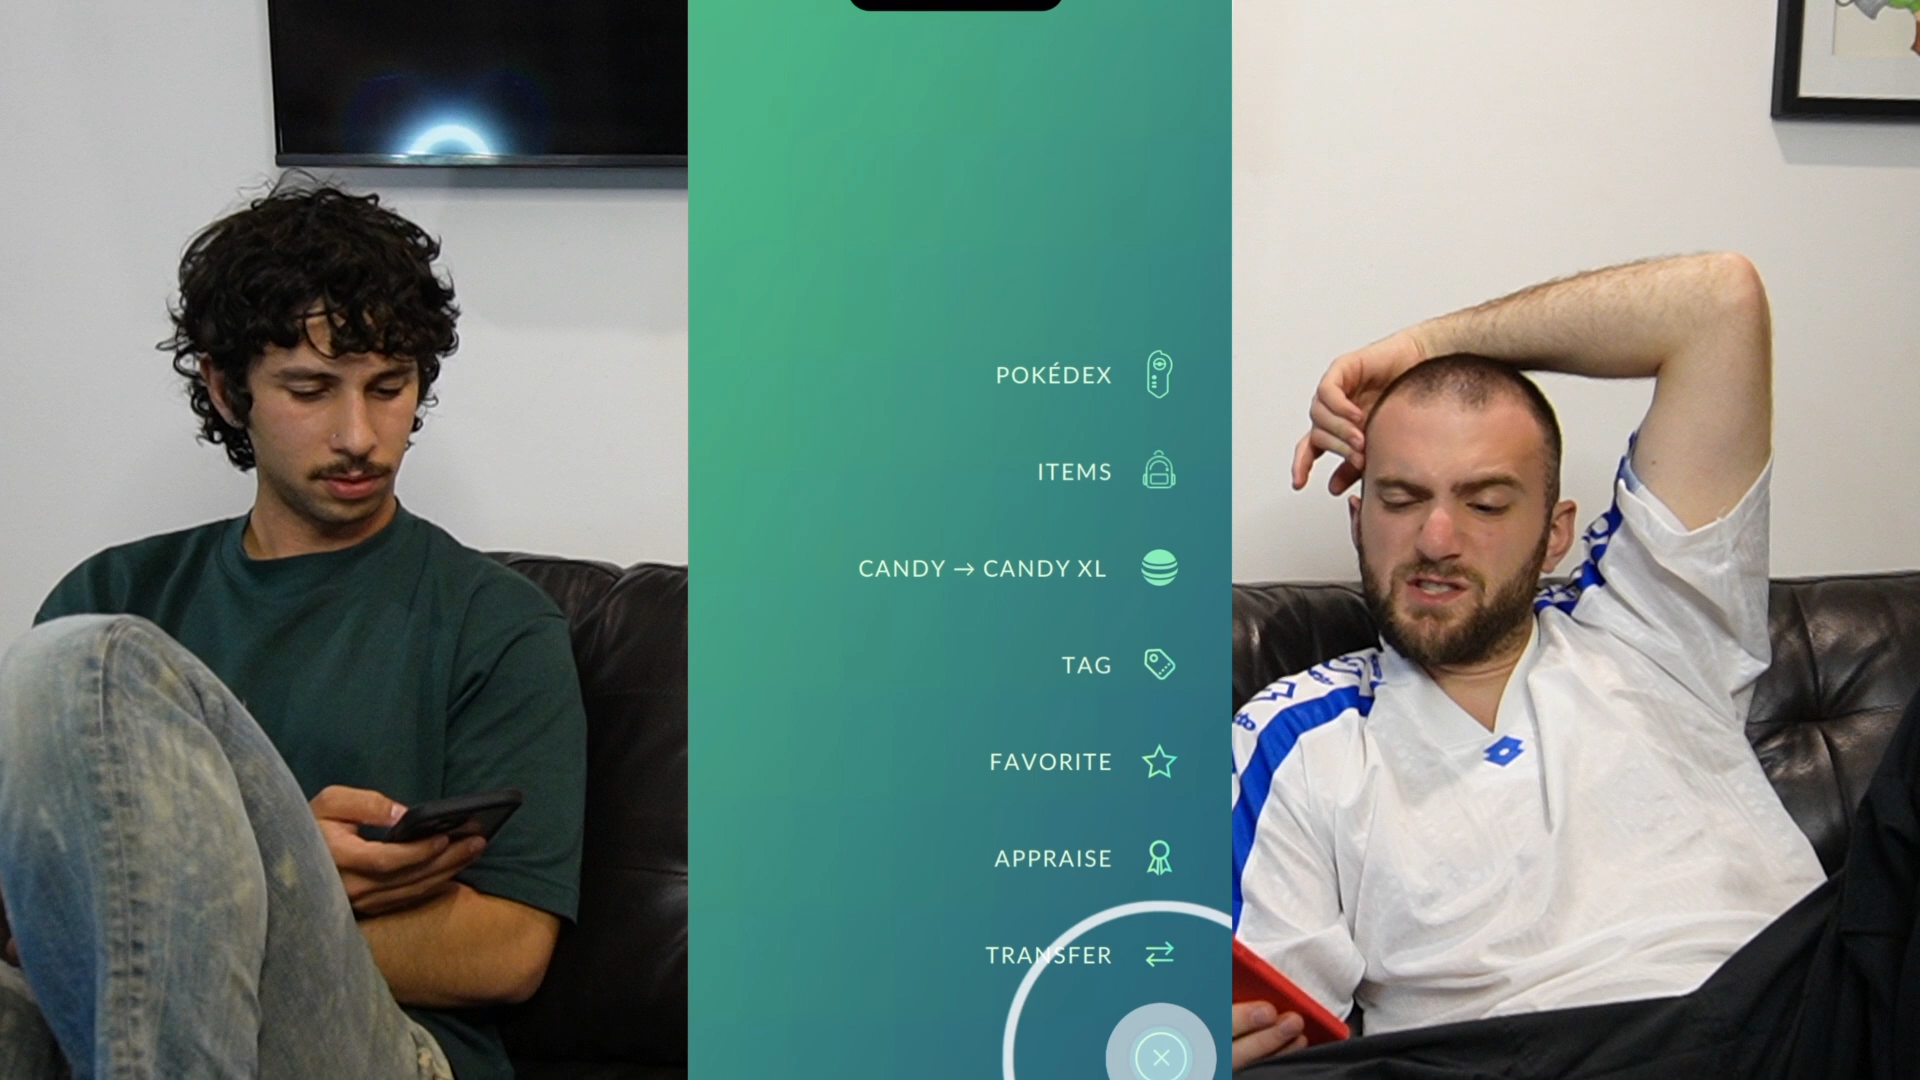 POKÉDEX
ITEMS
CANDY → CANDY XL
TAG
FAVORITE
APPRAISE
TRANSFER